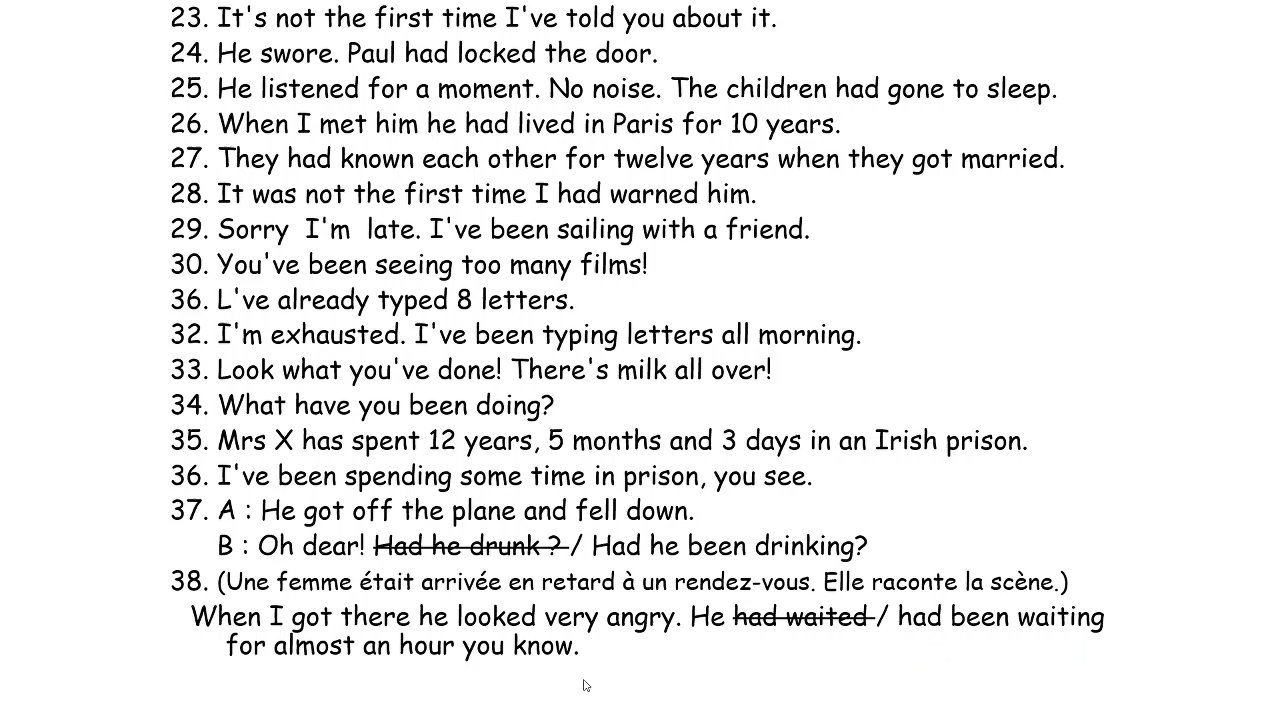 23. It's not the first time I've told you about it.
24. He swore. Paul had locked the door.
25. He listened for a moment. No noise. The children had gone to sleep.
26. When I met him he had lived in Paris for 10 years.
27. They had known each other for twelve years when they got married.
28. It was not the first time I had warned him.
29. Sorry I'm late. I've been sailing with a friend.
30. You've been seeing too many films!
36. L've already typed 8 letters.
32. I'm exhausted. I've been typing letters all morning.
33. Look what you've done! There's milk all over!
34. What have you been doing?
35. Mrs X has spent 12 years, 5 months and 3 days in an Irish prison.
36. I've been spending some time in prison, you see.
37. A : He got off the plane and fell down.
B : Oh dear! Had he drunk ? / Had he been drinking?
38. (Une femme était arrivée en retard à un rendez-vous. Elle raconte la scène.)
When I got there he looked very angry. He had waited / had been waiting
for almost an hour you know.